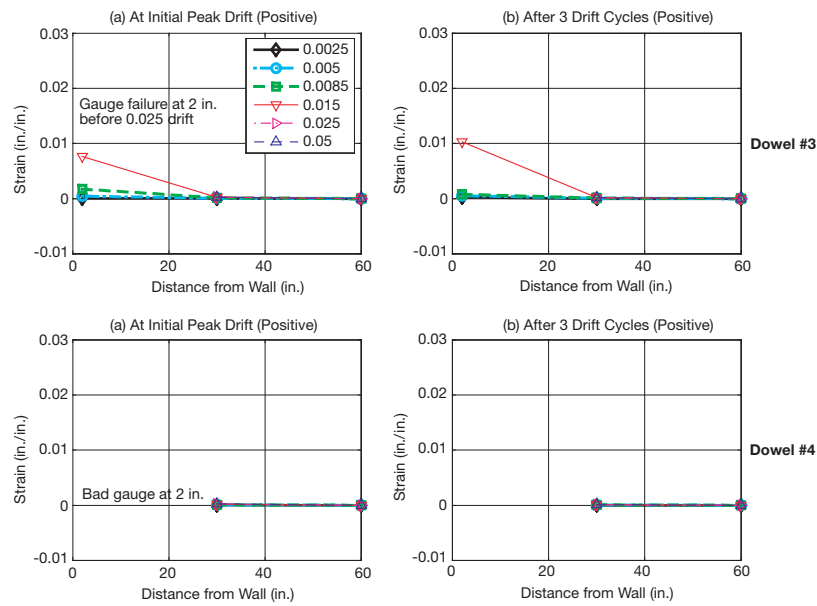 (a) At Initial Peak Drift (Positive)
0.03
0.02
0.01
0
-0.01
Strain (in./in.)
Gauge failure at 2 in.
before 0.025 drift
0.0025
0.005
0.0085
0.015
0.025
0.05
0
20
40
60
Distance from Wall (in.)
(b) After 3 Drift Cycles (Positive)
0.03
0.02
0.01
0
-0.01
Strain (in./in.)
0
20
40
60
Distance from Wall (in.)
Dowel #3
(a) At Initial Peak Drift (Positive)
0.03
0.02
0.01
0
-0.01
Strain (in./in.)
Bad gauge at 2 in.
0
20
40
60
Distance from Wall (in.)
(b) After 3 Drift Cycles (Positive)
0.03
0.02
0.01
0
-0.01
Strain (in./in.)
0
20
40
60
Distance from Wall (in.)
Dowel #4